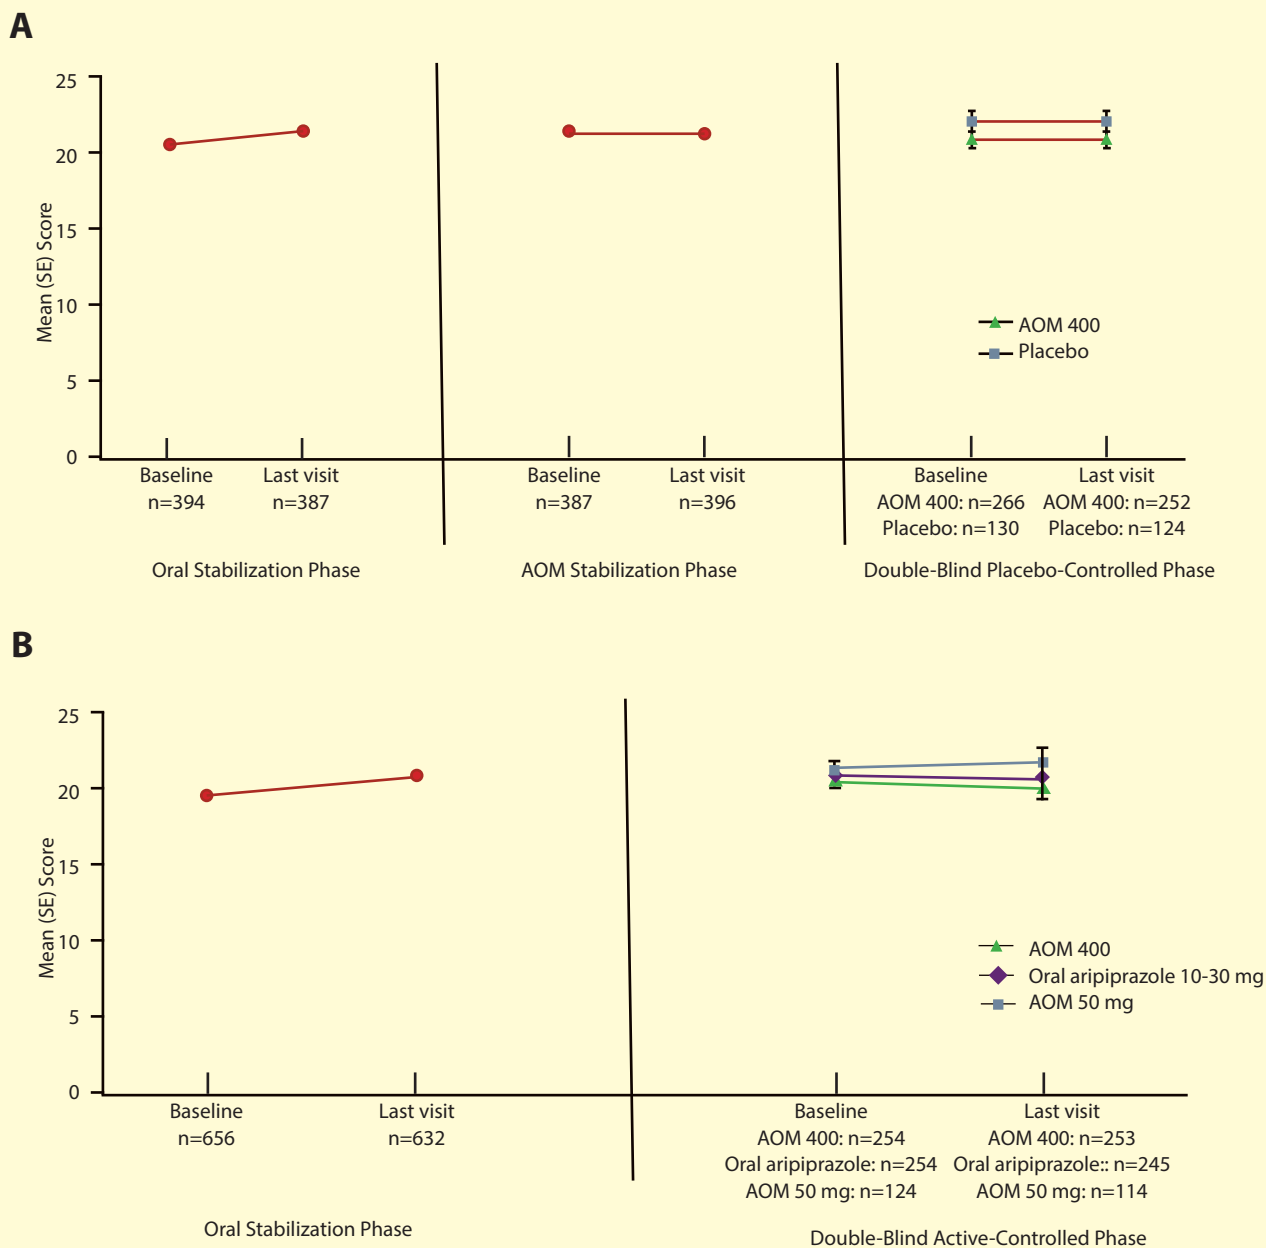 A
Mean (SE) Score
25
20
15
10
5
0
AOM 400
Placebo
Baseline
n=394
Last visit
n=387
Baseline
n=387
Last visit
n=396
Baseline
AOM 400: n=266
Placebo: n=130
Last visit
AOM 400: n=252
Placebo: n=124
Oral Stabilization Phase
AOM Stabilization Phase
Double-Blind Placebo-Controlled Phase
B
Mean (SE) Score
25
20
15
10
5
0
AOM 400
Oral aripiprazole 10-30 mg
AOM 50 mg
Baseline
n=656
Last visit
n=632
Baseline
AOM 400: n=254
Oral aripiprazole: n=254
AOM 50 mg: n=124
Last visit
AOM 400: n=253
Oral aripiprazole:: n=245
AOM 50 mg: n=114
Oral Stabilization Phase
Double-Blind Active-Controlled Phase